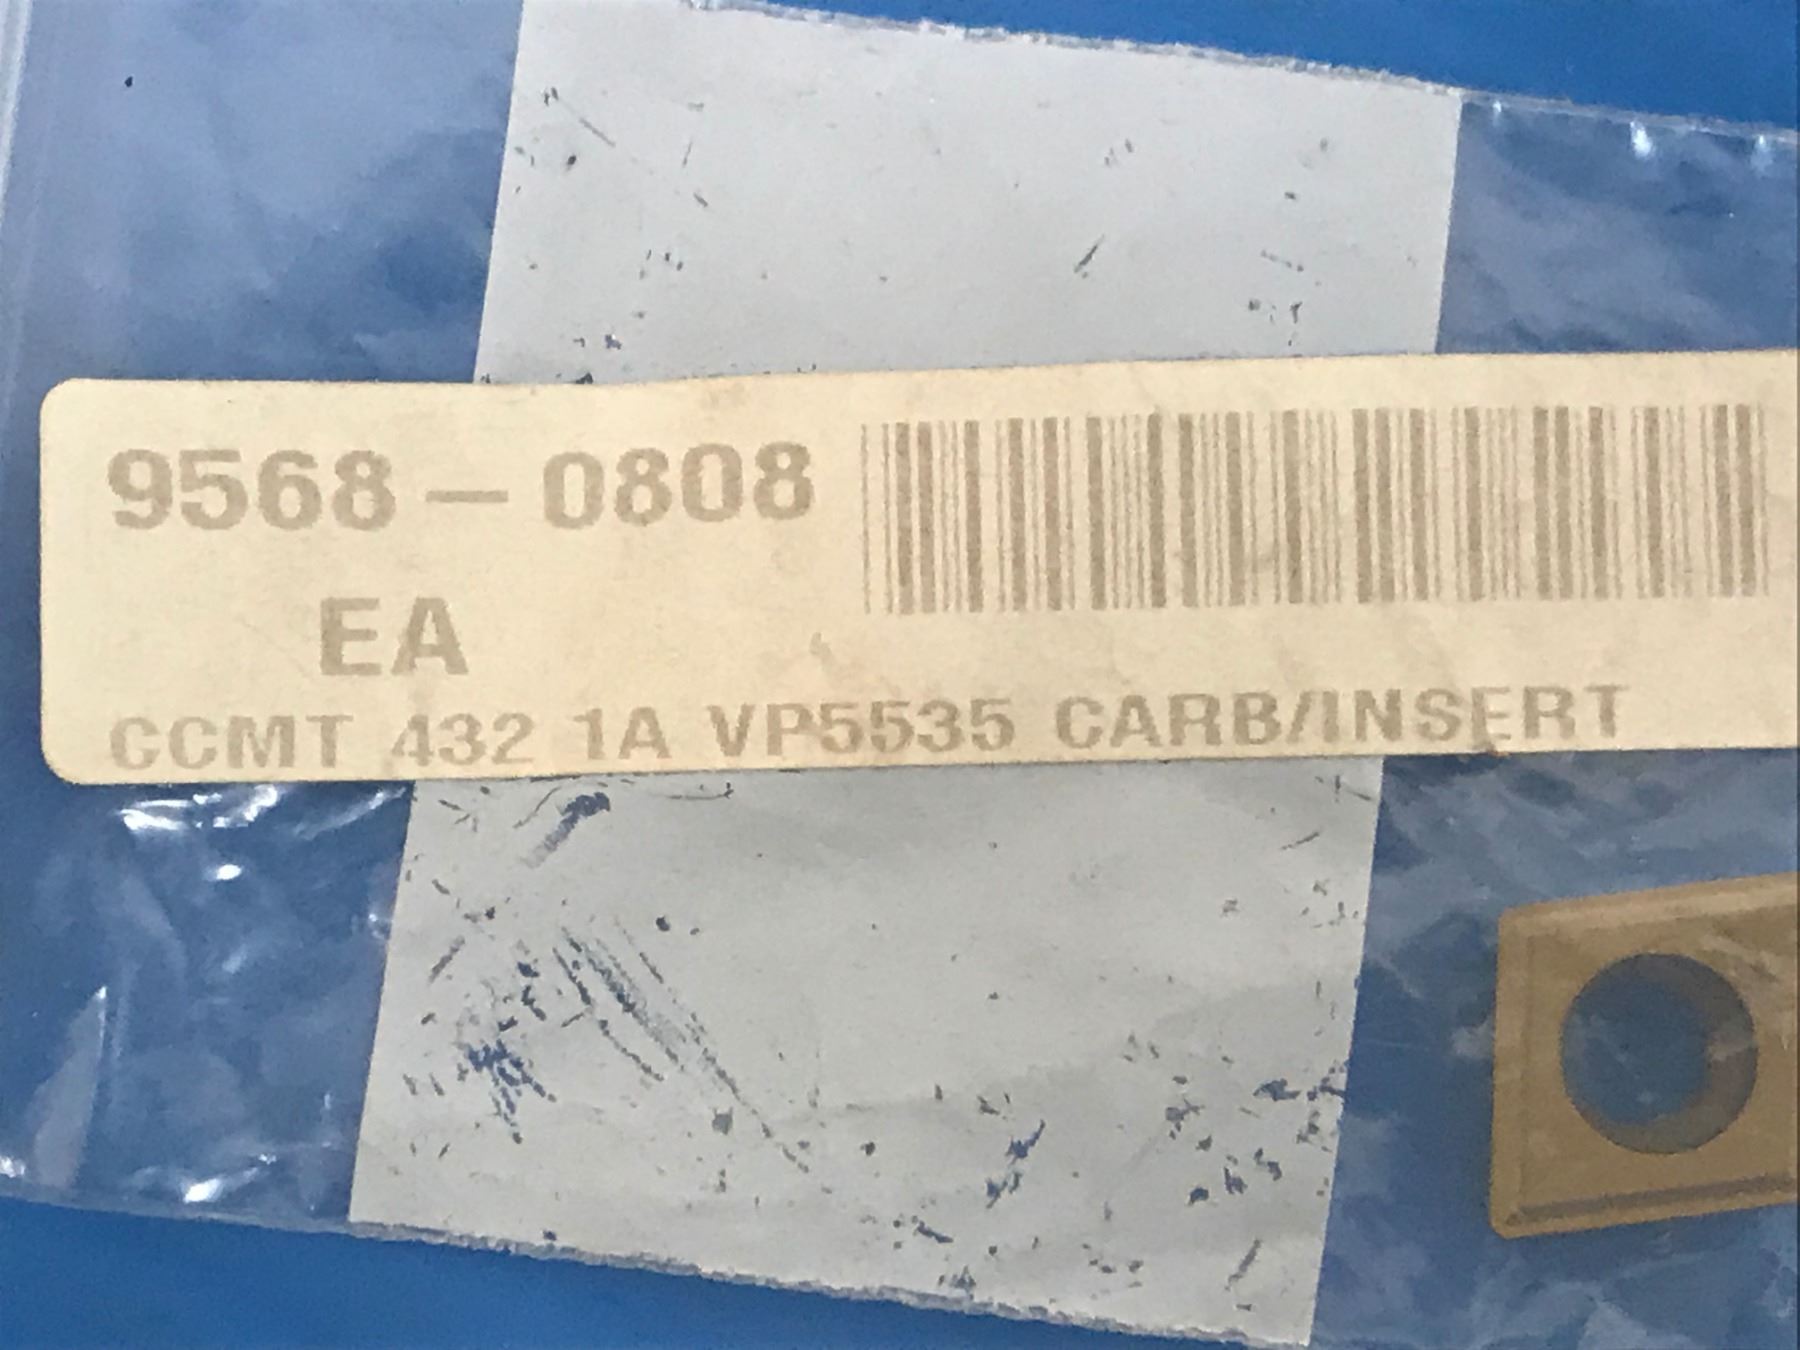 9568-0808
EA
CCMT 432 1A VP5535 CARB/INSERT